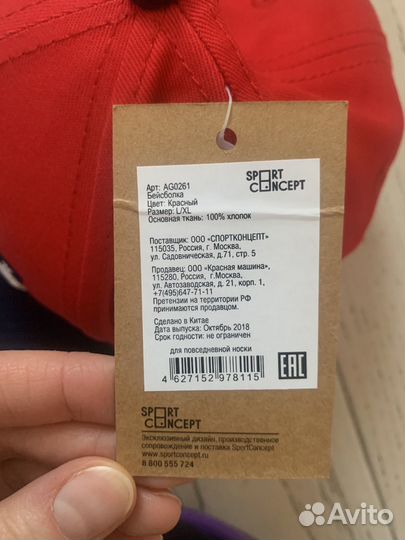 SPORT
CONCEPT
Арт: AG0261
Бейсболка
Цвет: Красный
Размер: L/XL
Основная ткань: 100% хлопок
Поставщик: ООО «СПОРТКОНЦЕПТ»
115035, Россия, г. Москва,
ул. Садовническая, д.71, стр. 5
Продавец: ООО «Красная машина»,
115280, Россия, г.Москва,
ул. Автозаводская, д. 21, корп. 1,
+7(495)647-71-11
Претензии на территории РФ
принимаются продавцом.
Сделано в Китае
Дата выпуска: Октябрь 2018
Срок годности: не ограничен
для повседневной носки
4 627152 978115
EAC
SPORT
CONCEPT
Эксклюзивный дизайн, производственное
сопровождение и поставка SportConcept
www.sportconcept.ru
8 800 555 724
Avito